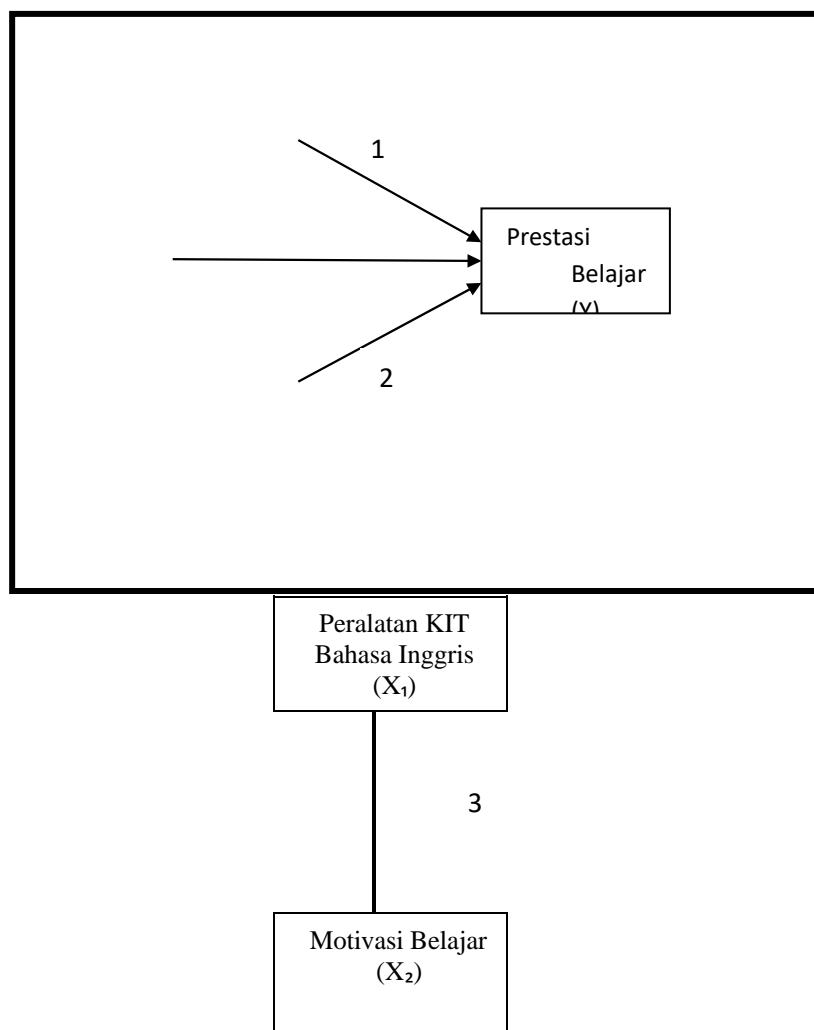 1
Prestasi
Belajar
(Y)
2
Peralatan KIT
Bahasa Inggris
(X₁)
3
Motivasi Belajar
(X₂)